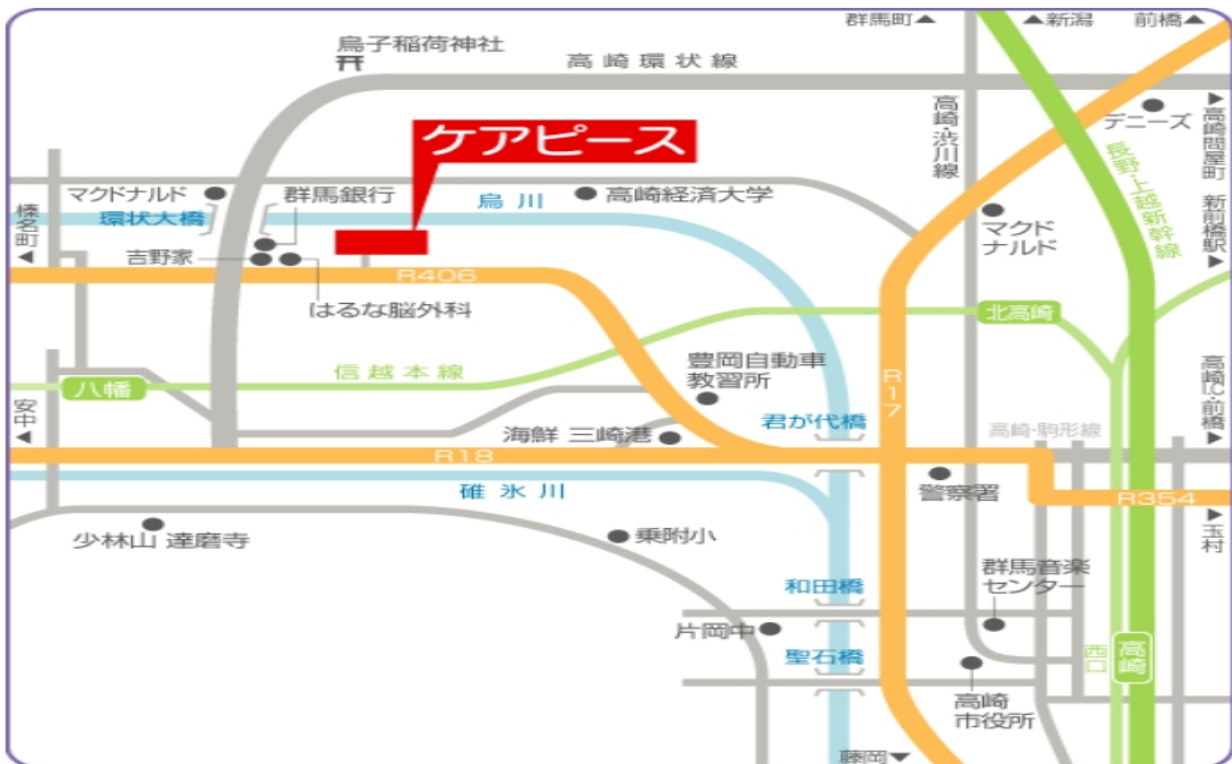 群馬町▲
▲新潟
前橋▲
烏子稲荷神社
高崎環状線
高崎・渋川線
デニーズ
▶高崎問屋町
ケアピース
長野上越新幹線
マクドナルド
群馬銀行
烏川
高崎経済大学
新前橋駅▶
榛名町◀
環状大橋
マクド
ナルド
吉野家
R406
はるな脳外科
北高崎
信越本線
豊岡自動車
教習所
八幡
R17
高崎I.C・前橋▶
安中◀
君が代橋
海鮮 三崎港
高崎・駒形線
R18
碓氷川
警察署
R354
▶玉村
少林山 達磨寺
乗附小
群馬音楽
センター
和田橋
片岡中
聖石橋
西口
高崎
高崎
市役所
藤岡▼